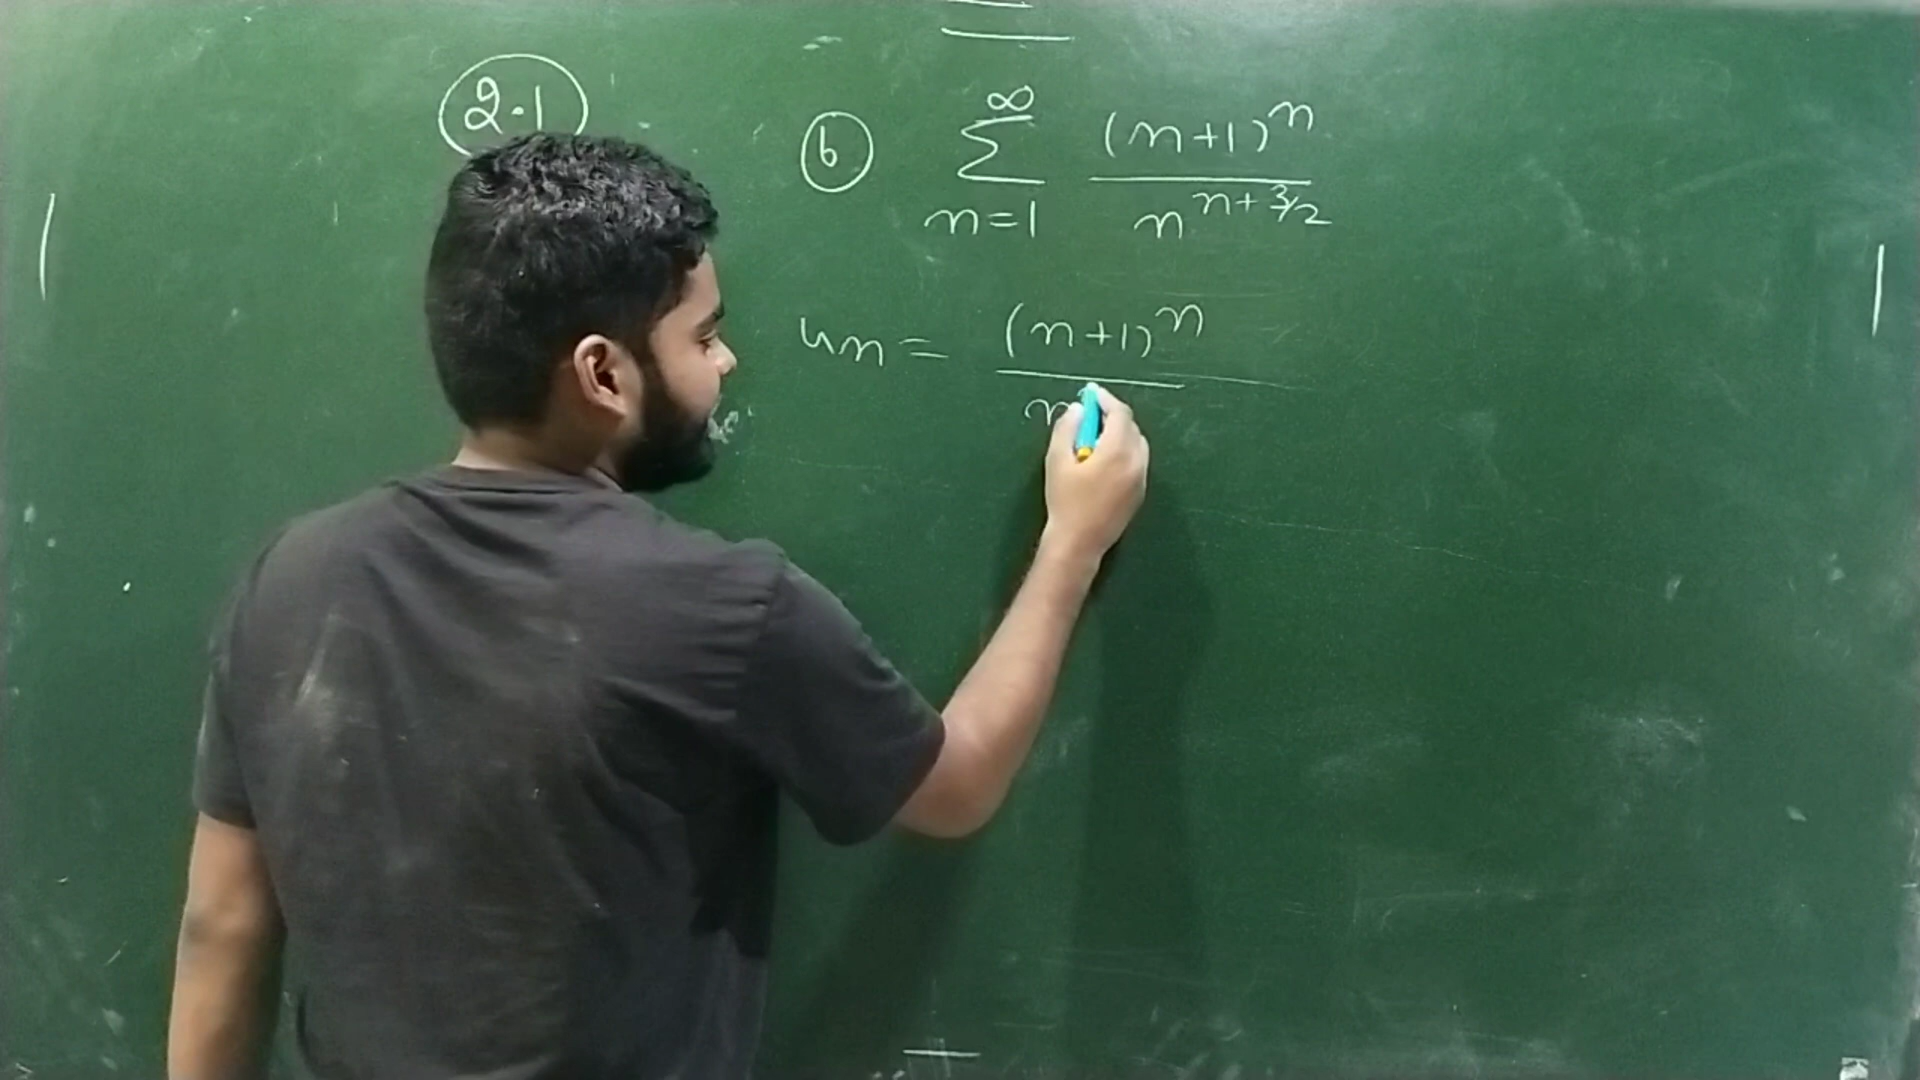 2.1
b ∑_{n=1}^{∞} (n+1)^n / n^{n+3/2}
u_n = (n+1)^n / n